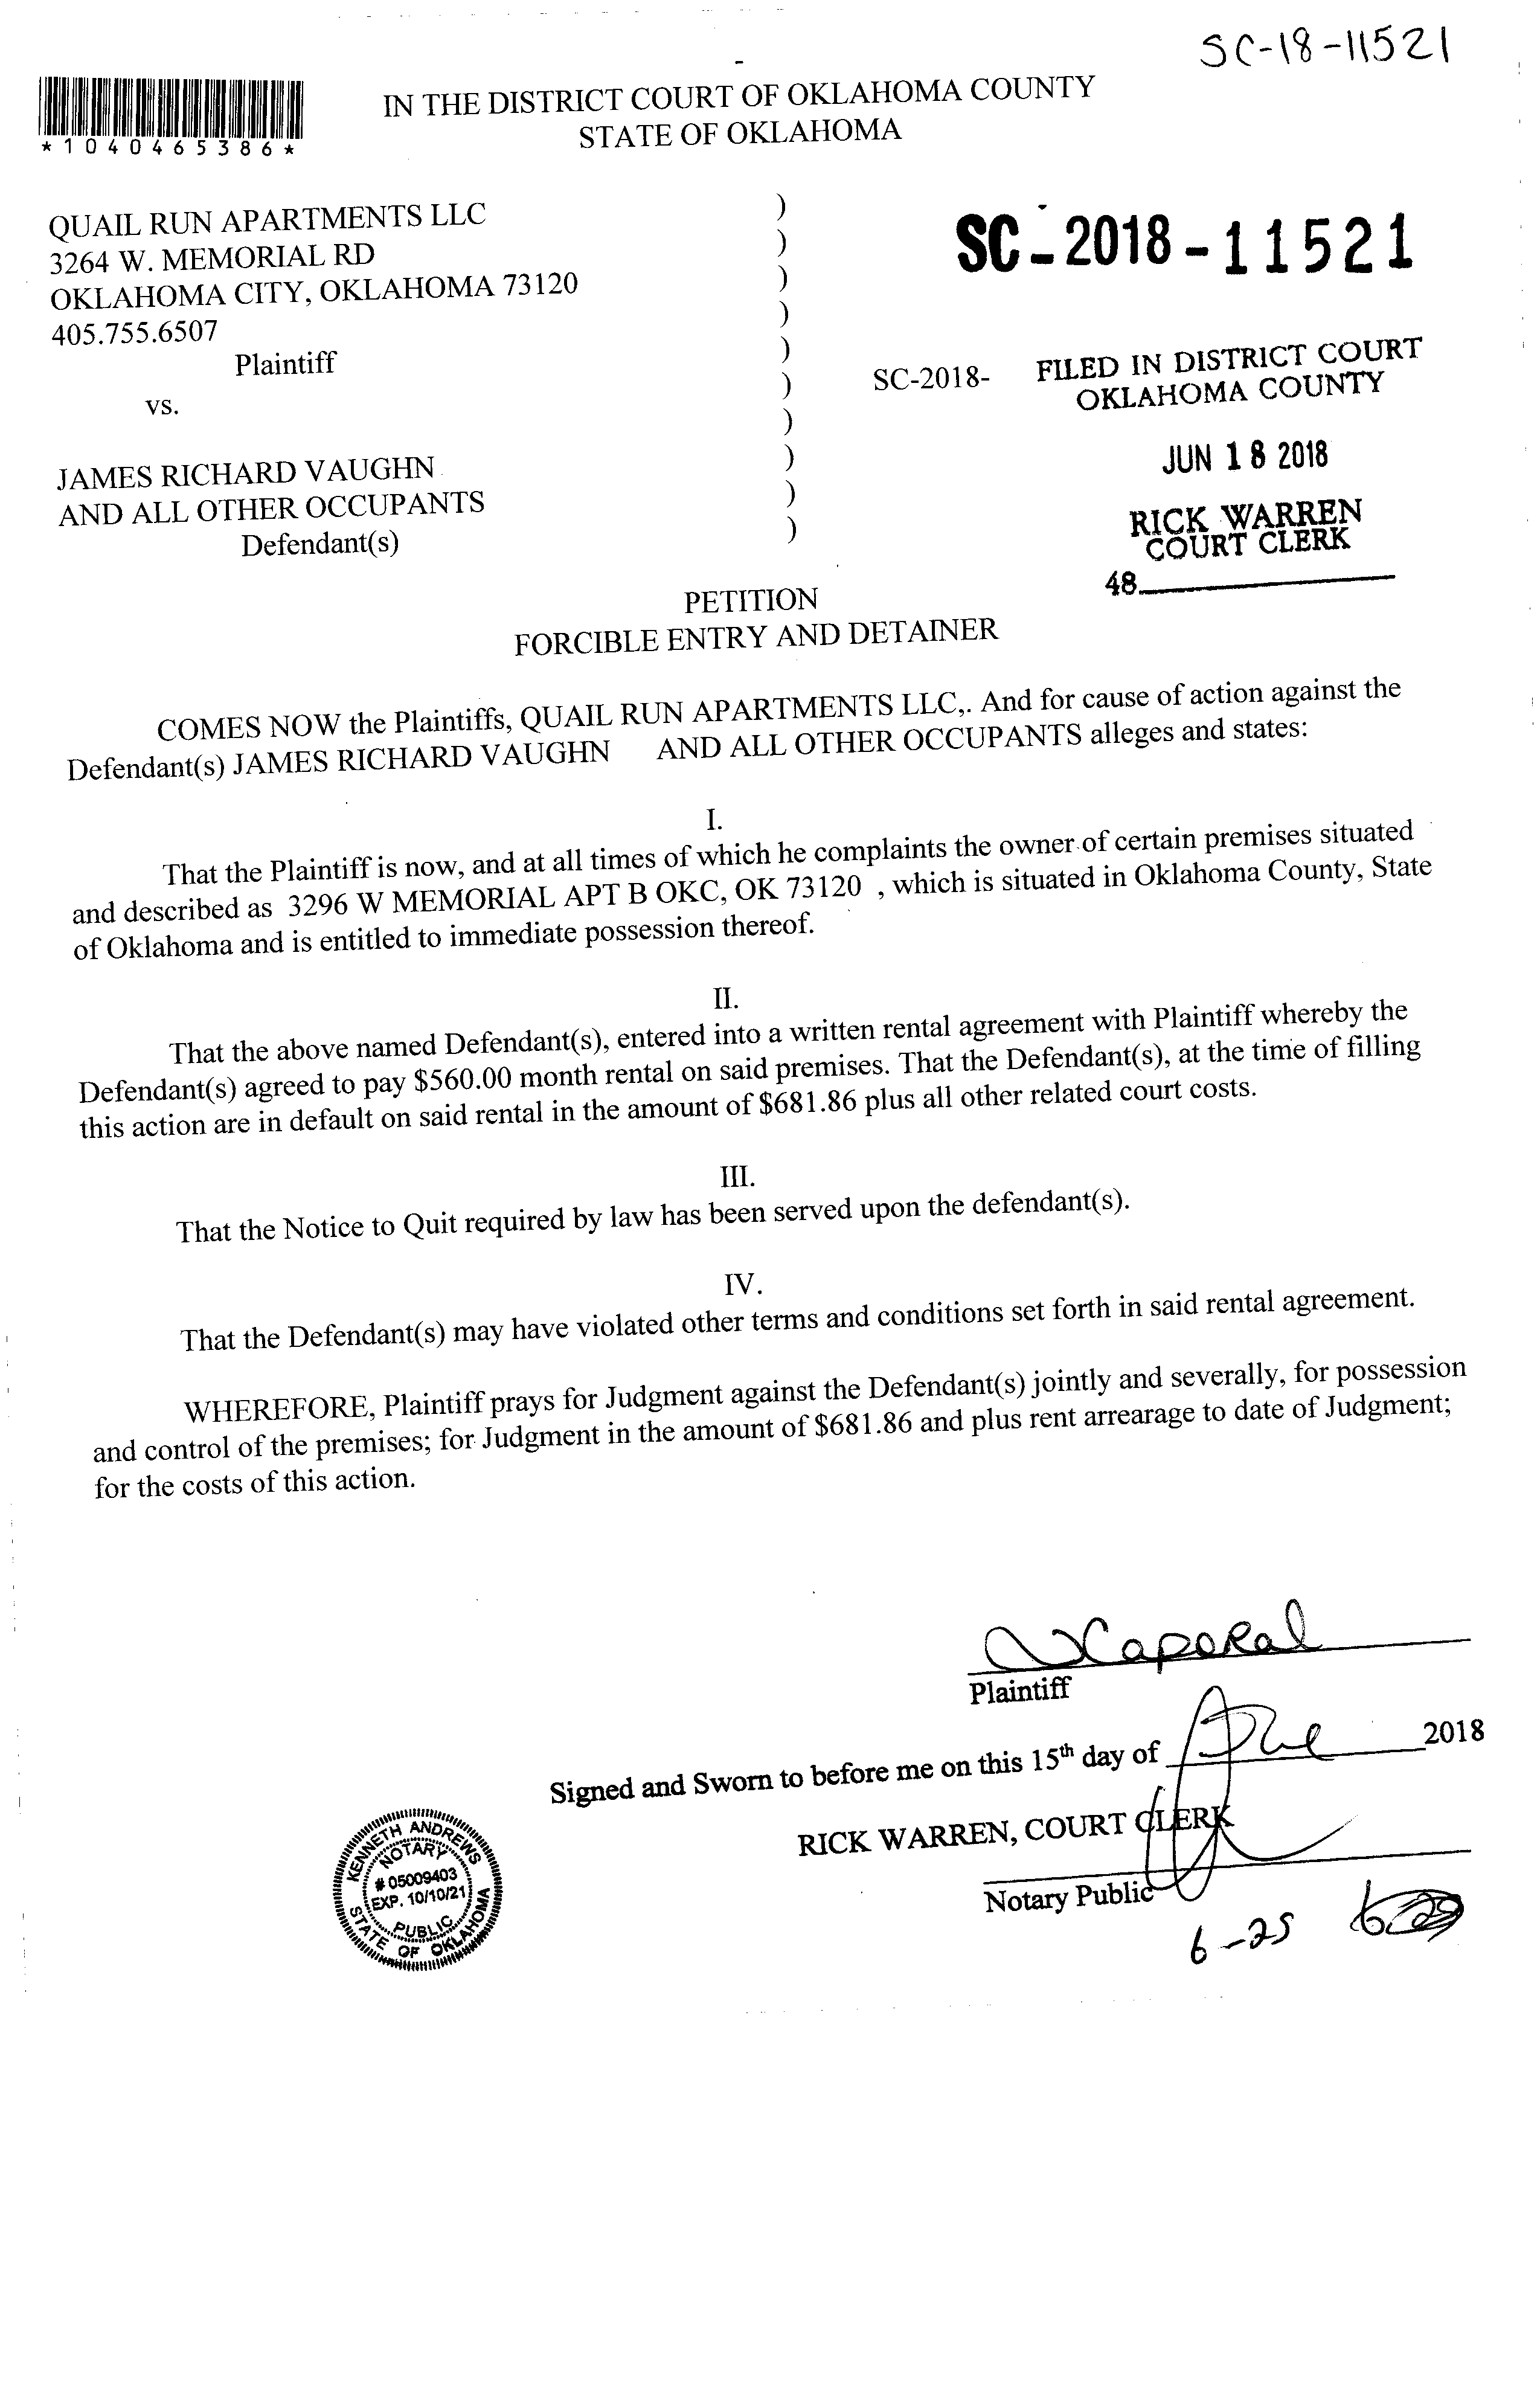 SC-18-11521
*1040465386*
IN THE DISTRICT COURT OF OKLAHOMA COUNTY
STATE OF OKLAHOMA
QUAIL RUN APARTMENTS LLC
3264 W. MEMORIAL RD
OKLAHOMA CITY, OKLAHOMA 73120
405.755.6507
Plaintiff
vs.
JAMES RICHARD VAUGHN
AND ALL OTHER OCCUPANTS
Defendant(s)
)
)
)
)
)
)
)
)
)
)
SC-2018-11521
SC-2018-
FILED IN DISTRICT COURT
OKLAHOMA COUNTY
JUN 18 2018
RICK WARREN
COURT CLERK
48
PETITION
FORCIBLE ENTRY AND DETAINER
COMES NOW the Plaintiffs, QUAIL RUN APARTMENTS LLC,. And for cause of action against the
Defendant(s) JAMES RICHARD VAUGHN AND ALL OTHER OCCUPANTS alleges and states:
I.
That the Plaintiff is now, and at all times of which he complaints the owner of certain premises situated
and described as 3296 W MEMORIAL APT B OKC, OK 73120 , which is situated in Oklahoma County, State
of Oklahoma and is entitled to immediate possession thereof.
II.
That the above named Defendant(s), entered into a written rental agreement with Plaintiff whereby the
Defendant(s) agreed to pay $560.00 month rental on said premises. That the Defendant(s), at the time of filling
this action are in default on said rental in the amount of $681.86 plus all other related court costs.
III.
That the Notice to Quit required by law has been served upon the defendant(s).
IV.
That the Defendant(s) may have violated other terms and conditions set forth in said rental agreement.
WHEREFORE, Plaintiff prays for Judgment against the Defendant(s) jointly and severally, for possession
and control of the premises; for Judgment in the amount of $681.86 and plus rent arrearage to date of Judgment;
for the costs of this action.
Caporal
Plaintiff
Signed and Sworn to before me on this 15th day of June 2018
RICK WARREN, COURT CLERK
Notary Public
6-25
KENNETH ANDREWS
NOTARY
# 05009403
EXP. 10/10/21
PUBLIC
STATE OF OKLAHOMA